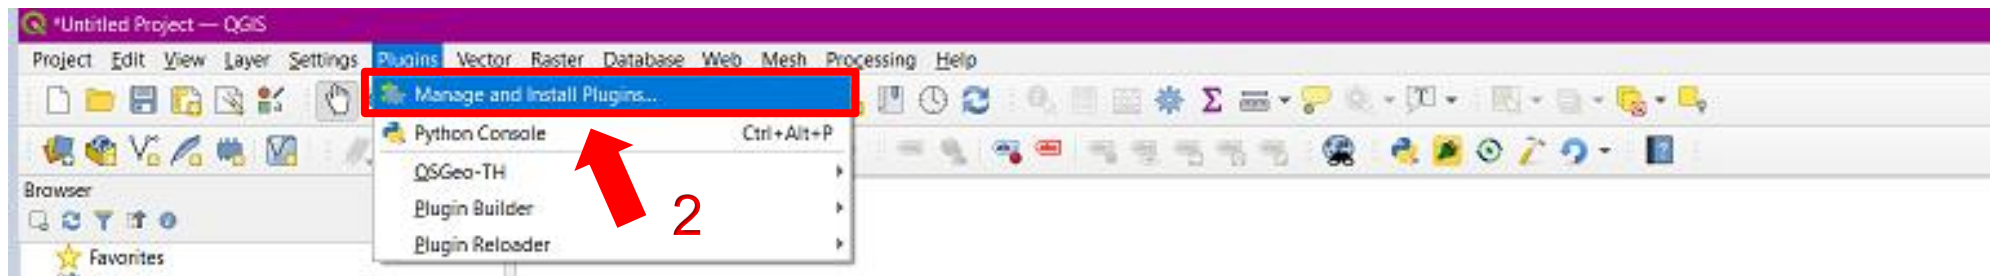 *Untitled Project — QGIS
Project Edit View Layer Settings Plugins Vector Raster Database Web Mesh Processing Help
Manage and Install Plugins...
Python Console Ctrl+Alt+P
QSGeo-TH
Plugin Builder
Plugin Reloader
2
Browser
Favorites